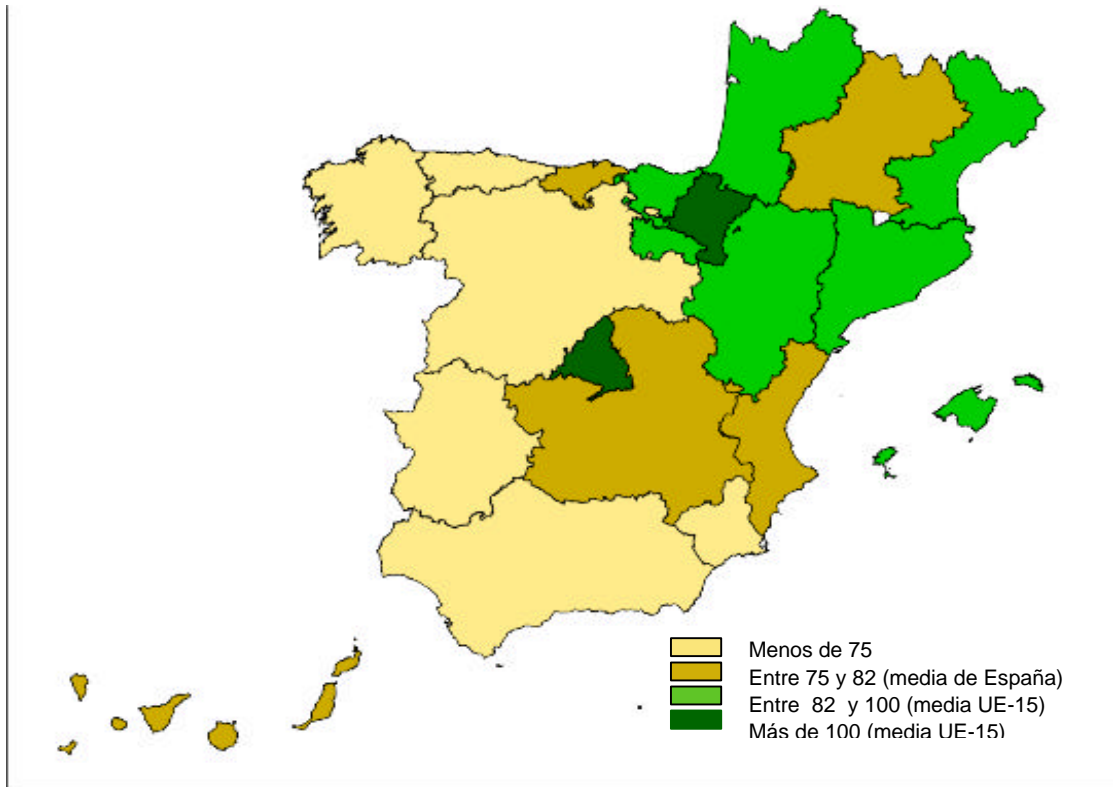 Menos de 75
Entre 75 y 82 (media de España)
Entre 82 y 100 (media UE-15)
Más de 100 (media UE-15)